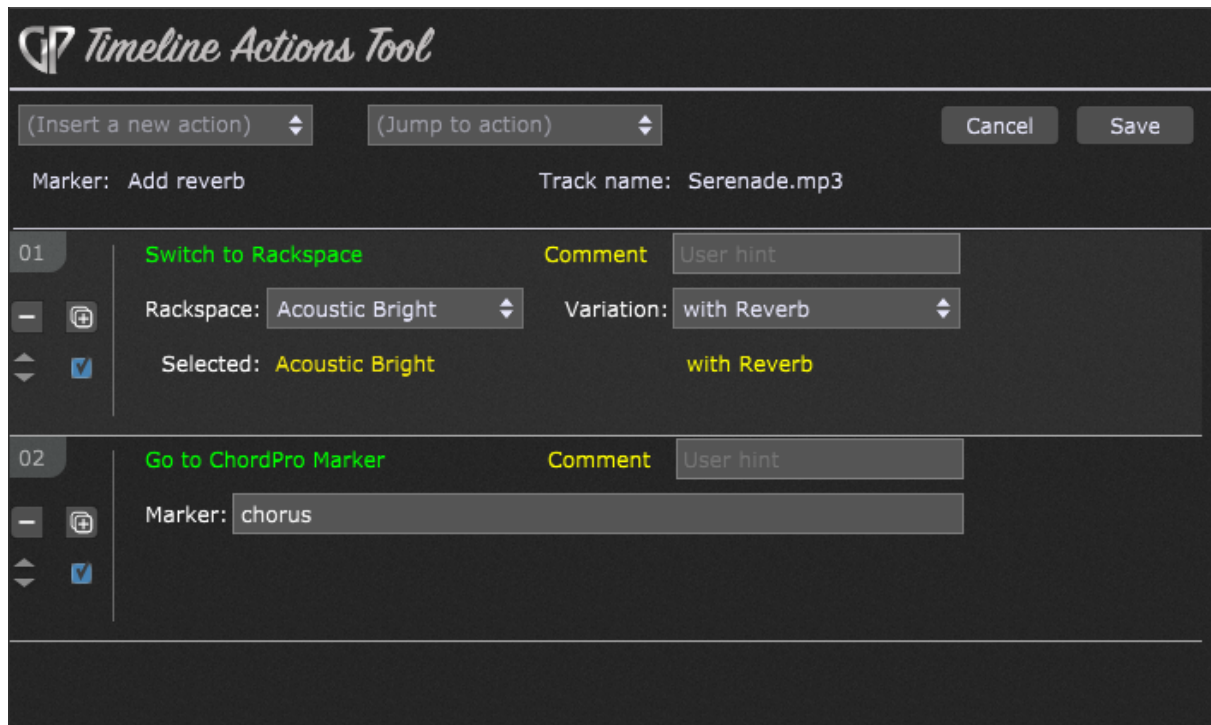 GP Timeline Actions Tool
(Insert a new action) (Jump to action) Cancel Save
Marker: Add reverb Track name: Serenade.mp3
01 Switch to Rackspace Comment User hint
Rackspace: Acoustic Bright Variation: with Reverb
Selected: Acoustic Bright with Reverb
02 Go to ChordPro Marker Comment User hint
Marker: chorus